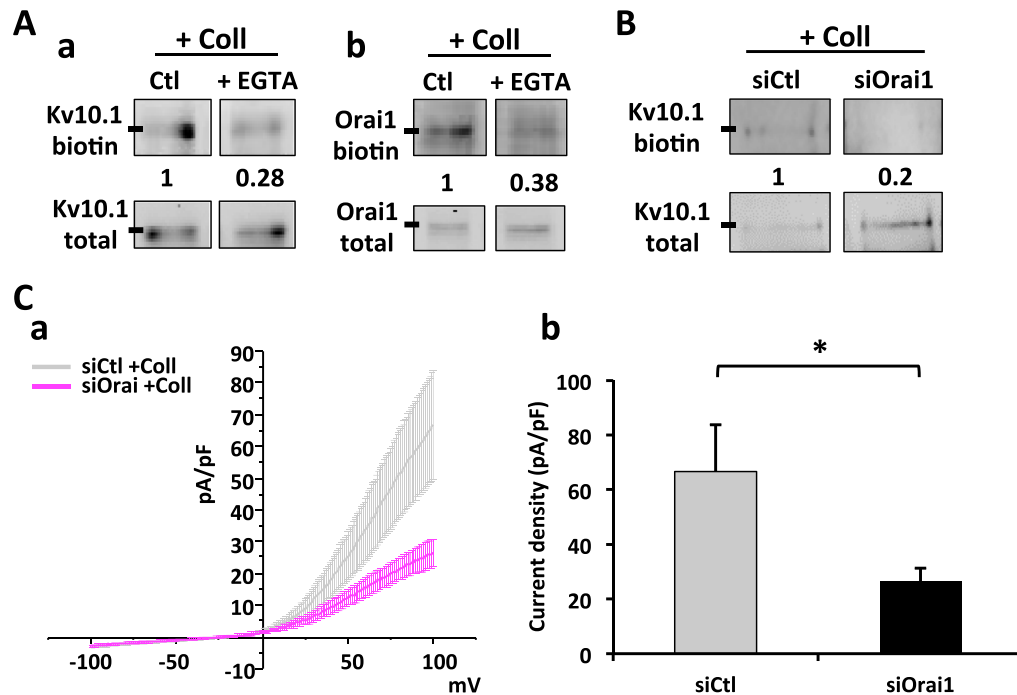 A
a
+ Coll
Ctl
+ EGTA
Kv10.1
biotin
1
0.28
Kv10.1
total
b
+ Coll
Ctl
+ EGTA
Orai1
biotin
1
0.38
Orai1
total
B
+ Coll
siCtl
siOrai1
Kv10.1
biotin
1
0.2
Kv10.1
total
C
a
siCtl +Coll
siOrai +Coll
pA/pF
90
80
70
60
50
40
30
20
10
-10
-100
-50
50
100
mV
b
*
Current density (pA/pF)
100
80
60
40
20
0
siCtl
siOrai1